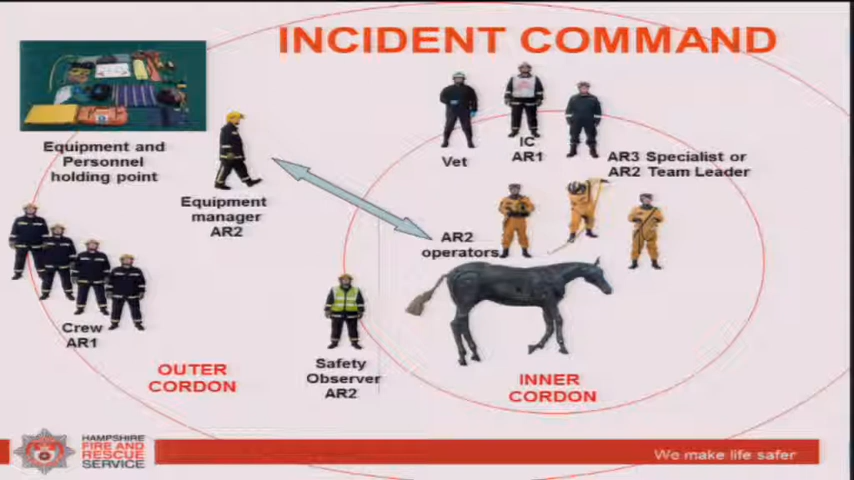 INCIDENT COMMAND
Equipment and
Personnel
holding point
Equipment
manager
AR2
Vet
IC
AR1
AR3 Specialist or
AR2 Team Leader
AR2
operators
Crew
AR1
OUTER
CORDON
Safety
Observer
AR2
INNER
CORDON
HAMPSHIRE
FIRE AND
RESCUE
SERVICE
We make life safer